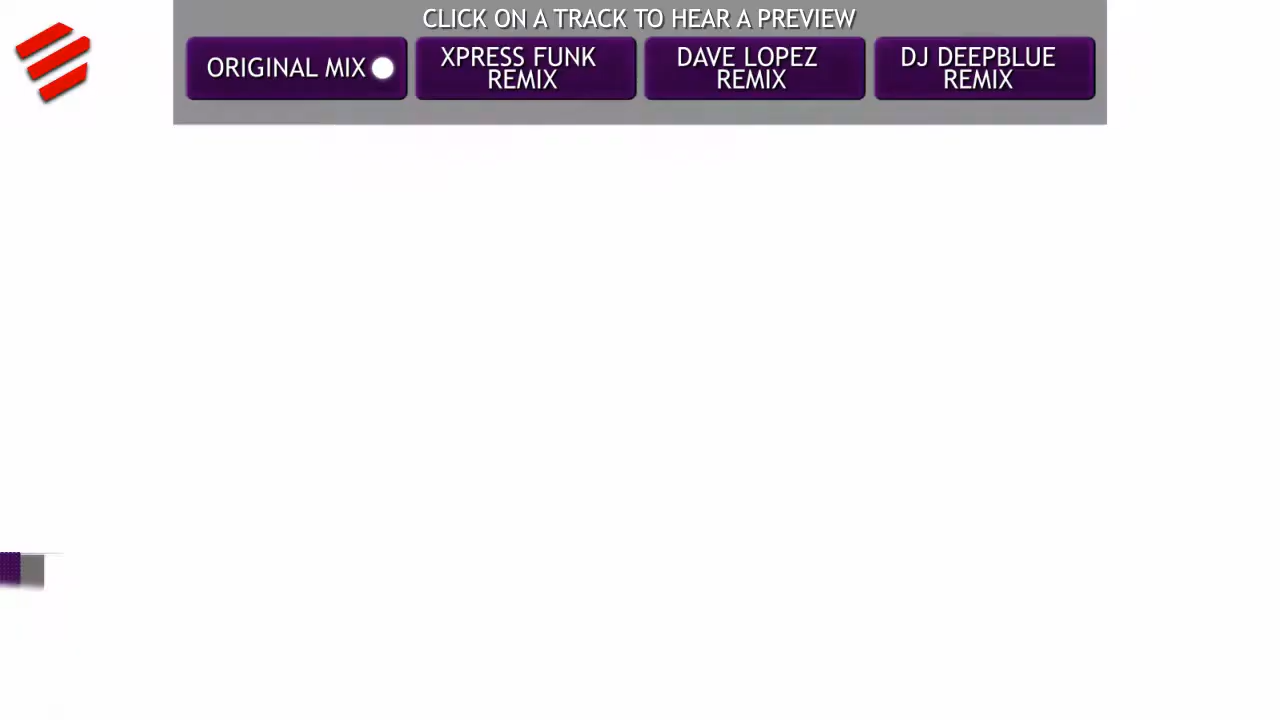 CLICK ON A TRACK TO HEAR A PREVIEW
ORIGINAL MIX
XPRESS FUNK
REMIX
DAVE LOPEZ
REMIX
DJ DEEPBLUE
REMIX